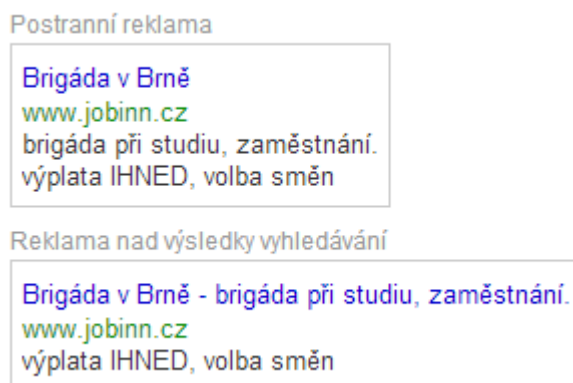 Postranní reklama
Brigáda v Brně
www.jobinn.cz
brigáda při studiu, zaměstnání.
výplata IHNED, volba směn
Reklama nad výsledky vyhledávání
Brigáda v Brně - brigáda při studiu, zaměstnání.
www.jobinn.cz
výplata IHNED, volba směn